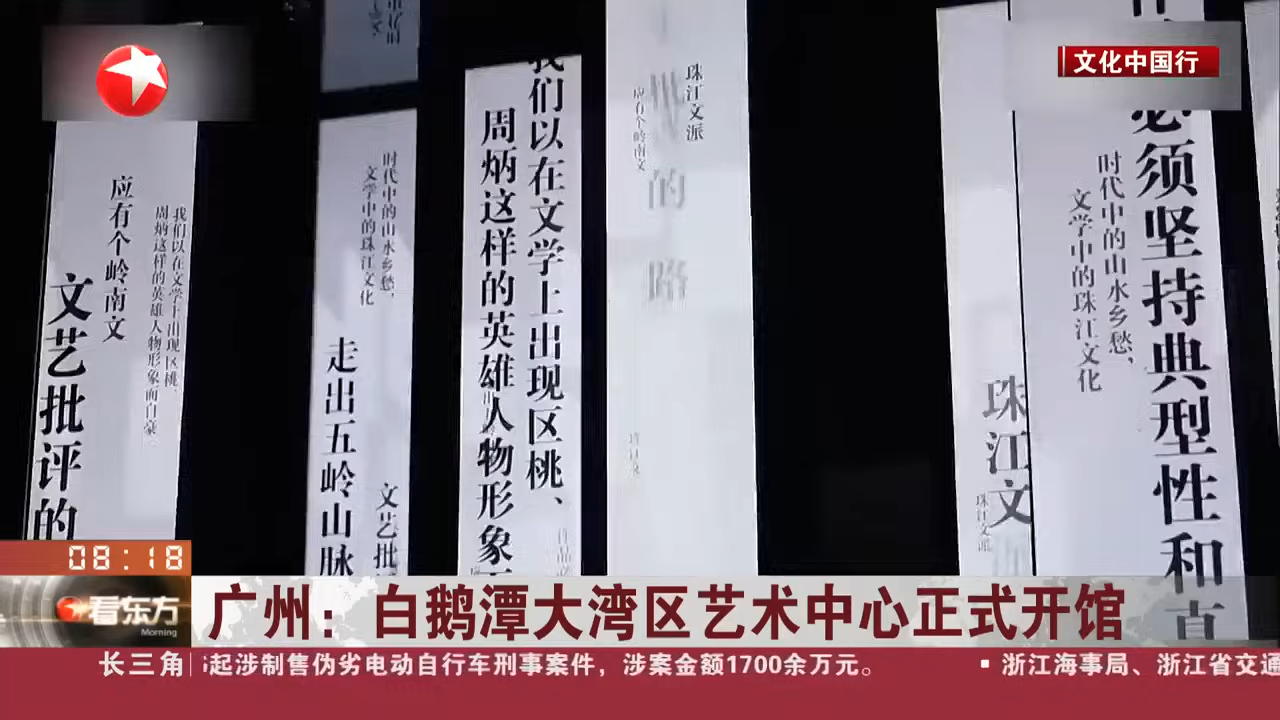 文化中国行
我们以在文学上出现区桃、
周炳这样的英雄人物形象而自豪
应有个岭南文
文艺批评的
时代中的山水乡愁，
文学中的珠江文化
走出五岭山脉
文艺批
我们以在文学上出现区桃、
周炳这样的英雄人物形象
珠江文派
应有个岭南文
的路
珠江文
珠江文派
必须坚持典型性和真
时代中的山水乡愁，
文学中的珠江文化
08:18
看东方
Morning
广州：白鹅潭大湾区艺术中心正式开馆
长三角
起涉制售伪劣电动自行车刑事案件，涉案金额1700余万元。
▪ 浙江海事局、浙江省交通